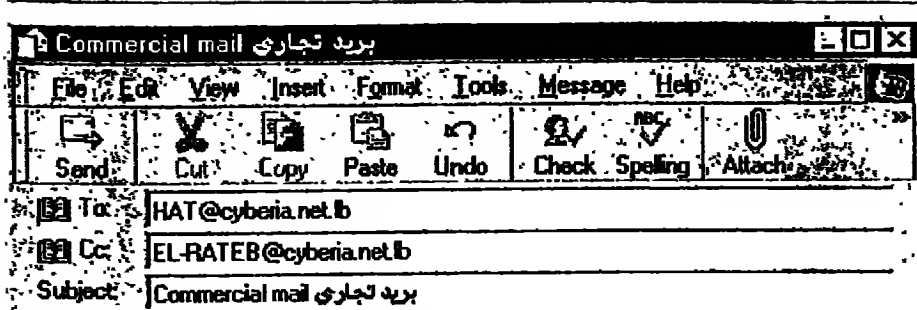 Commercial mail بريد تجاري
File Edit View Insert Format Tools Message Help
Send Cut Copy Paste Undo Check Spelling Attach
To: HAT@cyberia.net.lb
Cc: EL-RATEB@cyberia.net.lb
Subject: Commercial mail بريد تجاري